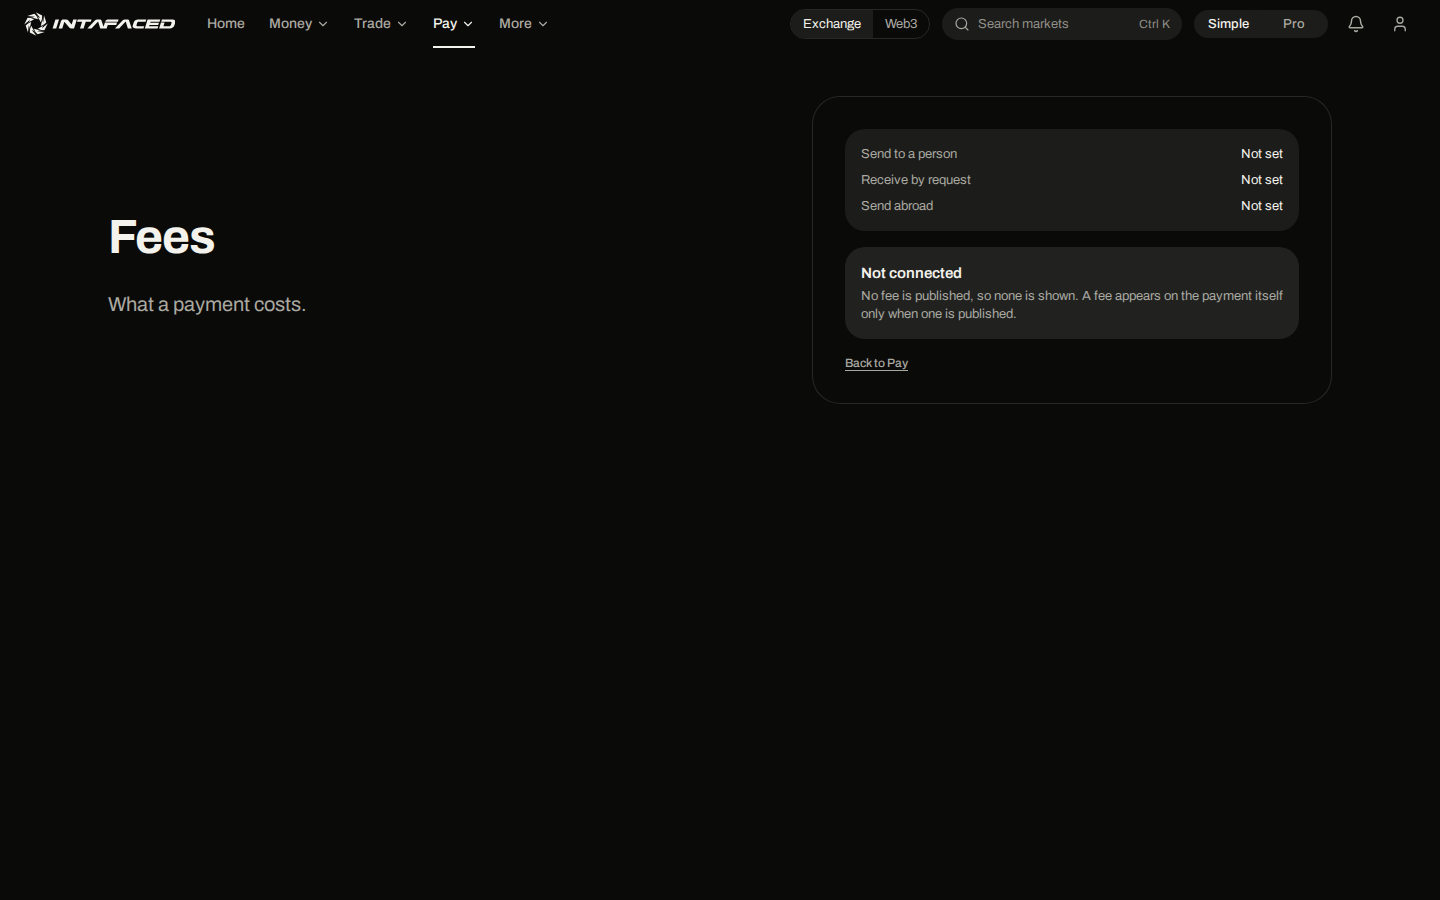 INTAFACED
Home
Money
Trade
Pay
More
Exchange
Web3
Search markets
Ctrl K
Simple
Pro
Fees
What a payment costs.
Send to a person
Not set
Receive by request
Not set
Send abroad
Not set
Not connected
No fee is published, so none is shown. A fee appears on the payment itself
only when one is published.
Back to Pay